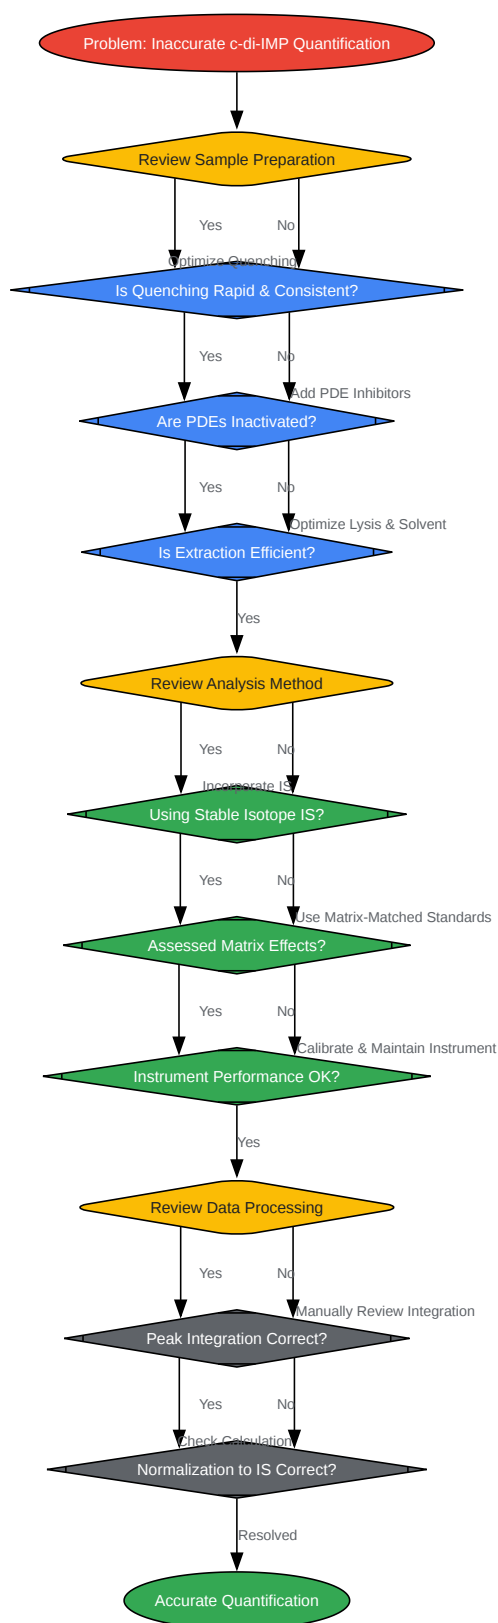 Problem: Inaccurate c-di-IMP Quantification
Review Sample Preparation
Yes No
Optimize Quenching
Is Quenching Rapid & Consistent?
Yes No
Add PDE Inhibitors
Are PDEs Inactivated?
Yes No
Optimize Lysis & Solvent
Is Extraction Efficient?
Yes
Review Analysis Method
Yes No
Incorporate IS
Using Stable Isotope IS?
Yes No
Use Matrix-Matched Standards
Assessed Matrix Effects?
Yes No
Calibrate & Maintain Instrument
Instrument Performance OK?
Yes
Review Data Processing
Yes No
Manually Review Integration
Peak Integration Correct?
Yes No
Check Calculation
Normalization to IS Correct?
Resolved
Accurate Quantification